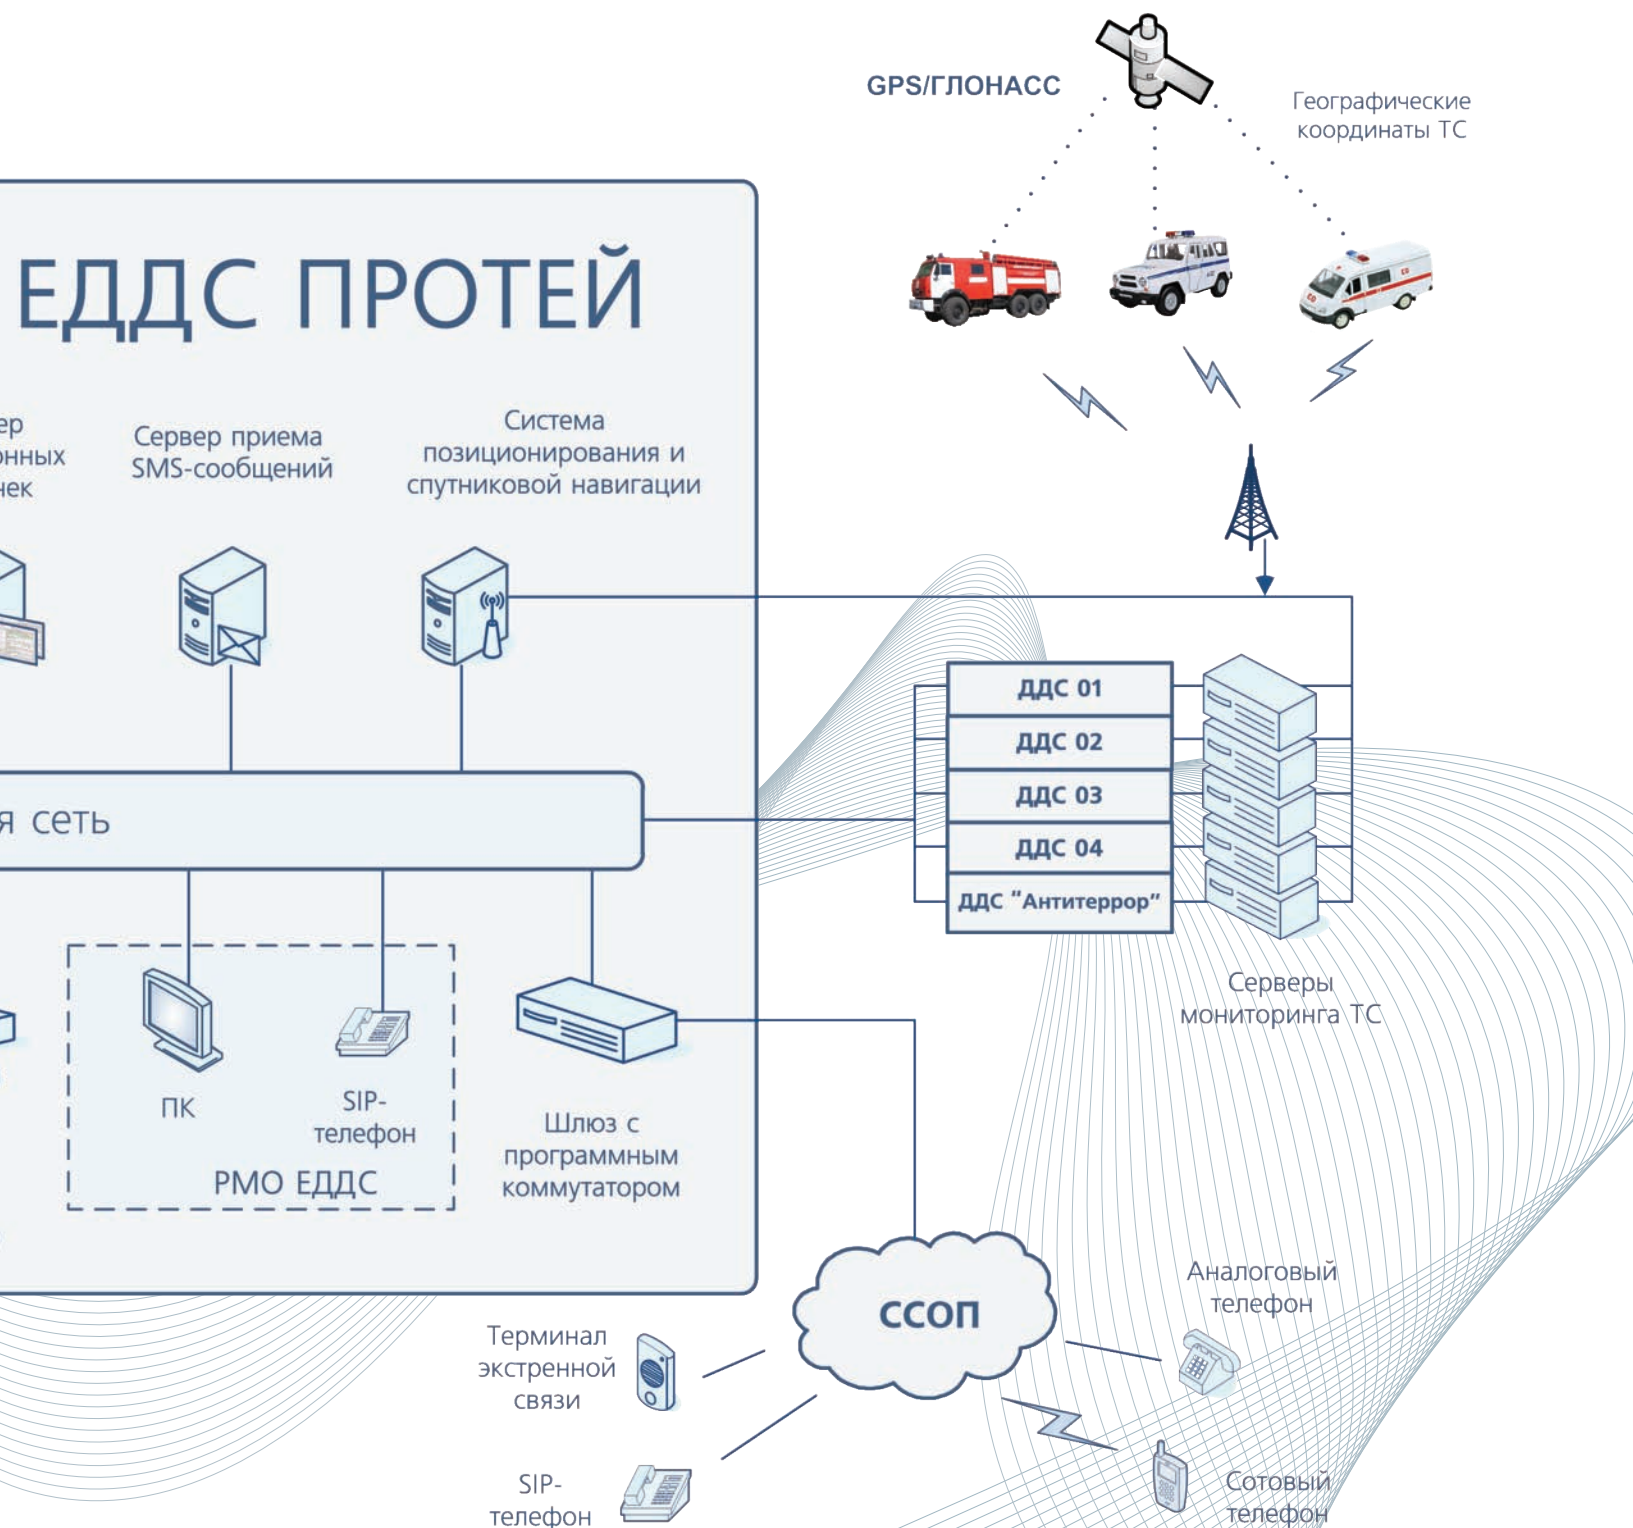 GPS/ГЛОНАСС
Географические
координаты ТС
ЕДДС ПРОТЕЙ
Сервер приема
SMS-сообщений
Система
позиционирования и
спутниковой навигации
ДДС 01
ДДС 02
ДДС 03
ДДС 04
ДДС "Антитеррор"
сеть
Серверы
мониторинга ТС
ПК
SIP-
телефон
РМО ЕДДС
Шлюз с
программным
коммутатором
ССОП
Терминал
экстренной
связи
SIP-
телефон
Аналоговый
телефон
Сотовый
телефон